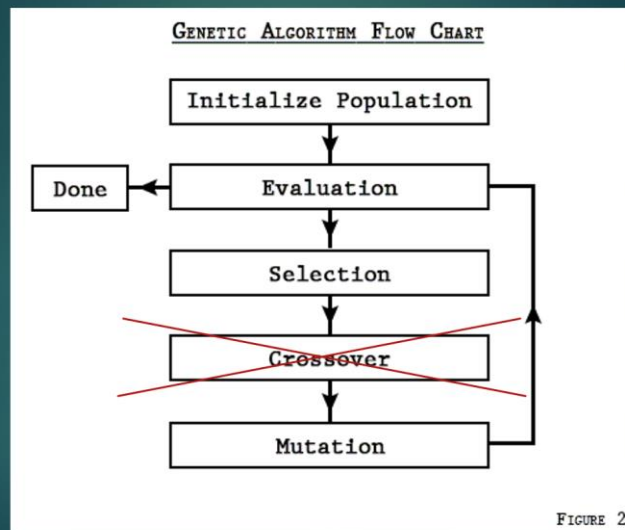 Genetic Algorithm Flow Chart
Initialize Population
Done
Evaluation
Selection
Crossover
Mutation
Figure 2